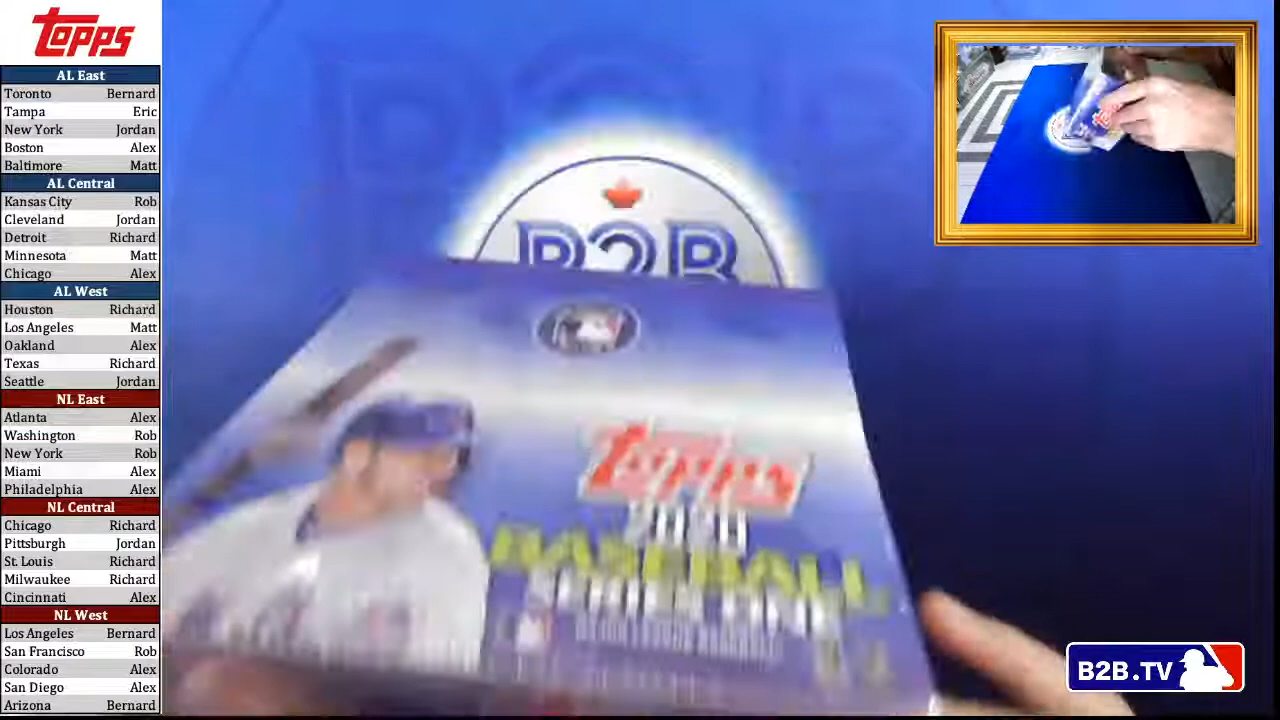 Topps
AL East
Toronto Bernard
Tampa Eric
New York Jordan
Boston Alex
Baltimore Matt
AL Central
Kansas City Rob
Cleveland Jordan
Detroit Richard
Minnesota Matt
Chicago Alex
AL West
Houston Richard
Los Angeles Matt
Oakland Alex
Texas Richard
Seattle Jordan
NL East
Atlanta Alex
Washington Rob
New York Rob
Miami Alex
Philadelphia Alex
NL Central
Chicago Richard
Pittsburgh Jordan
St. Louis Richard
Milwaukee Richard
Cincinnati Alex
NL West
Los Angeles Bernard
San Francisco Rob
Colorado Alex
San Diego Alex
Arizona Bernard
B2B
Topps
2020
BASEBALL
SERIES ONE
B2B.TV